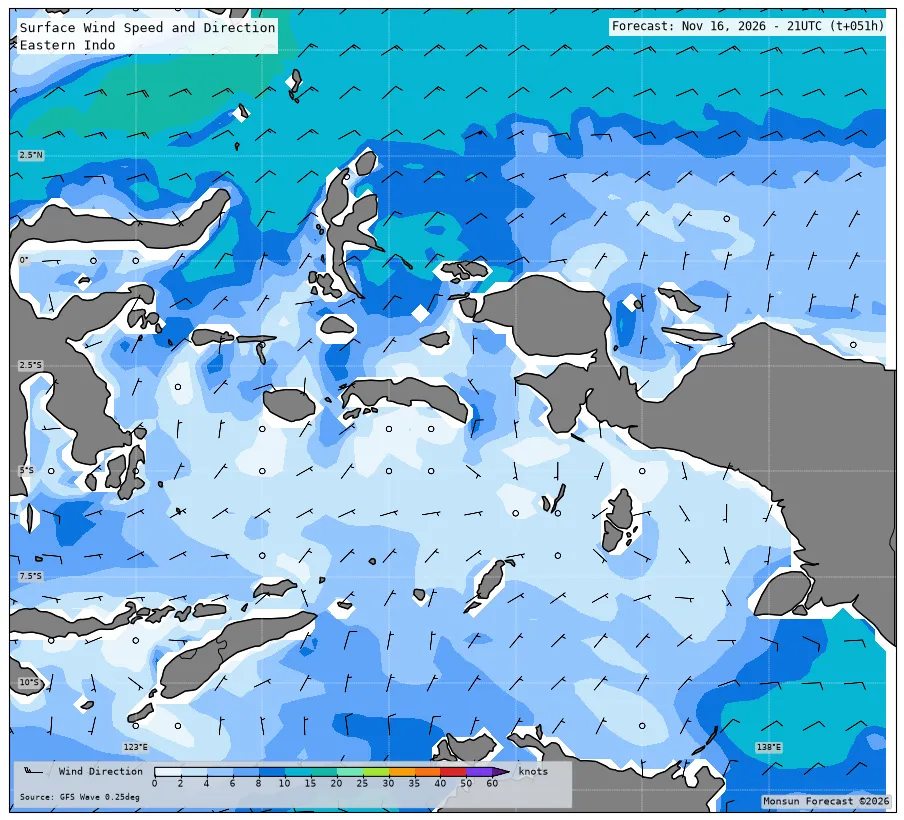 Surface Wind Speed and Direction
Eastern Indo
Forecast: Nov 16, 2026 - 21UTC (t+051h)
2.5°N
0°
2.5°S
5°S
7.5°S
10°S
123°E
138°E
Wind Direction
0 2 4 6 8 10 15 20 25 30 35 40 50 60
knots
Source: GFS Wave 0.25deg
Monsun Forecast ©2026